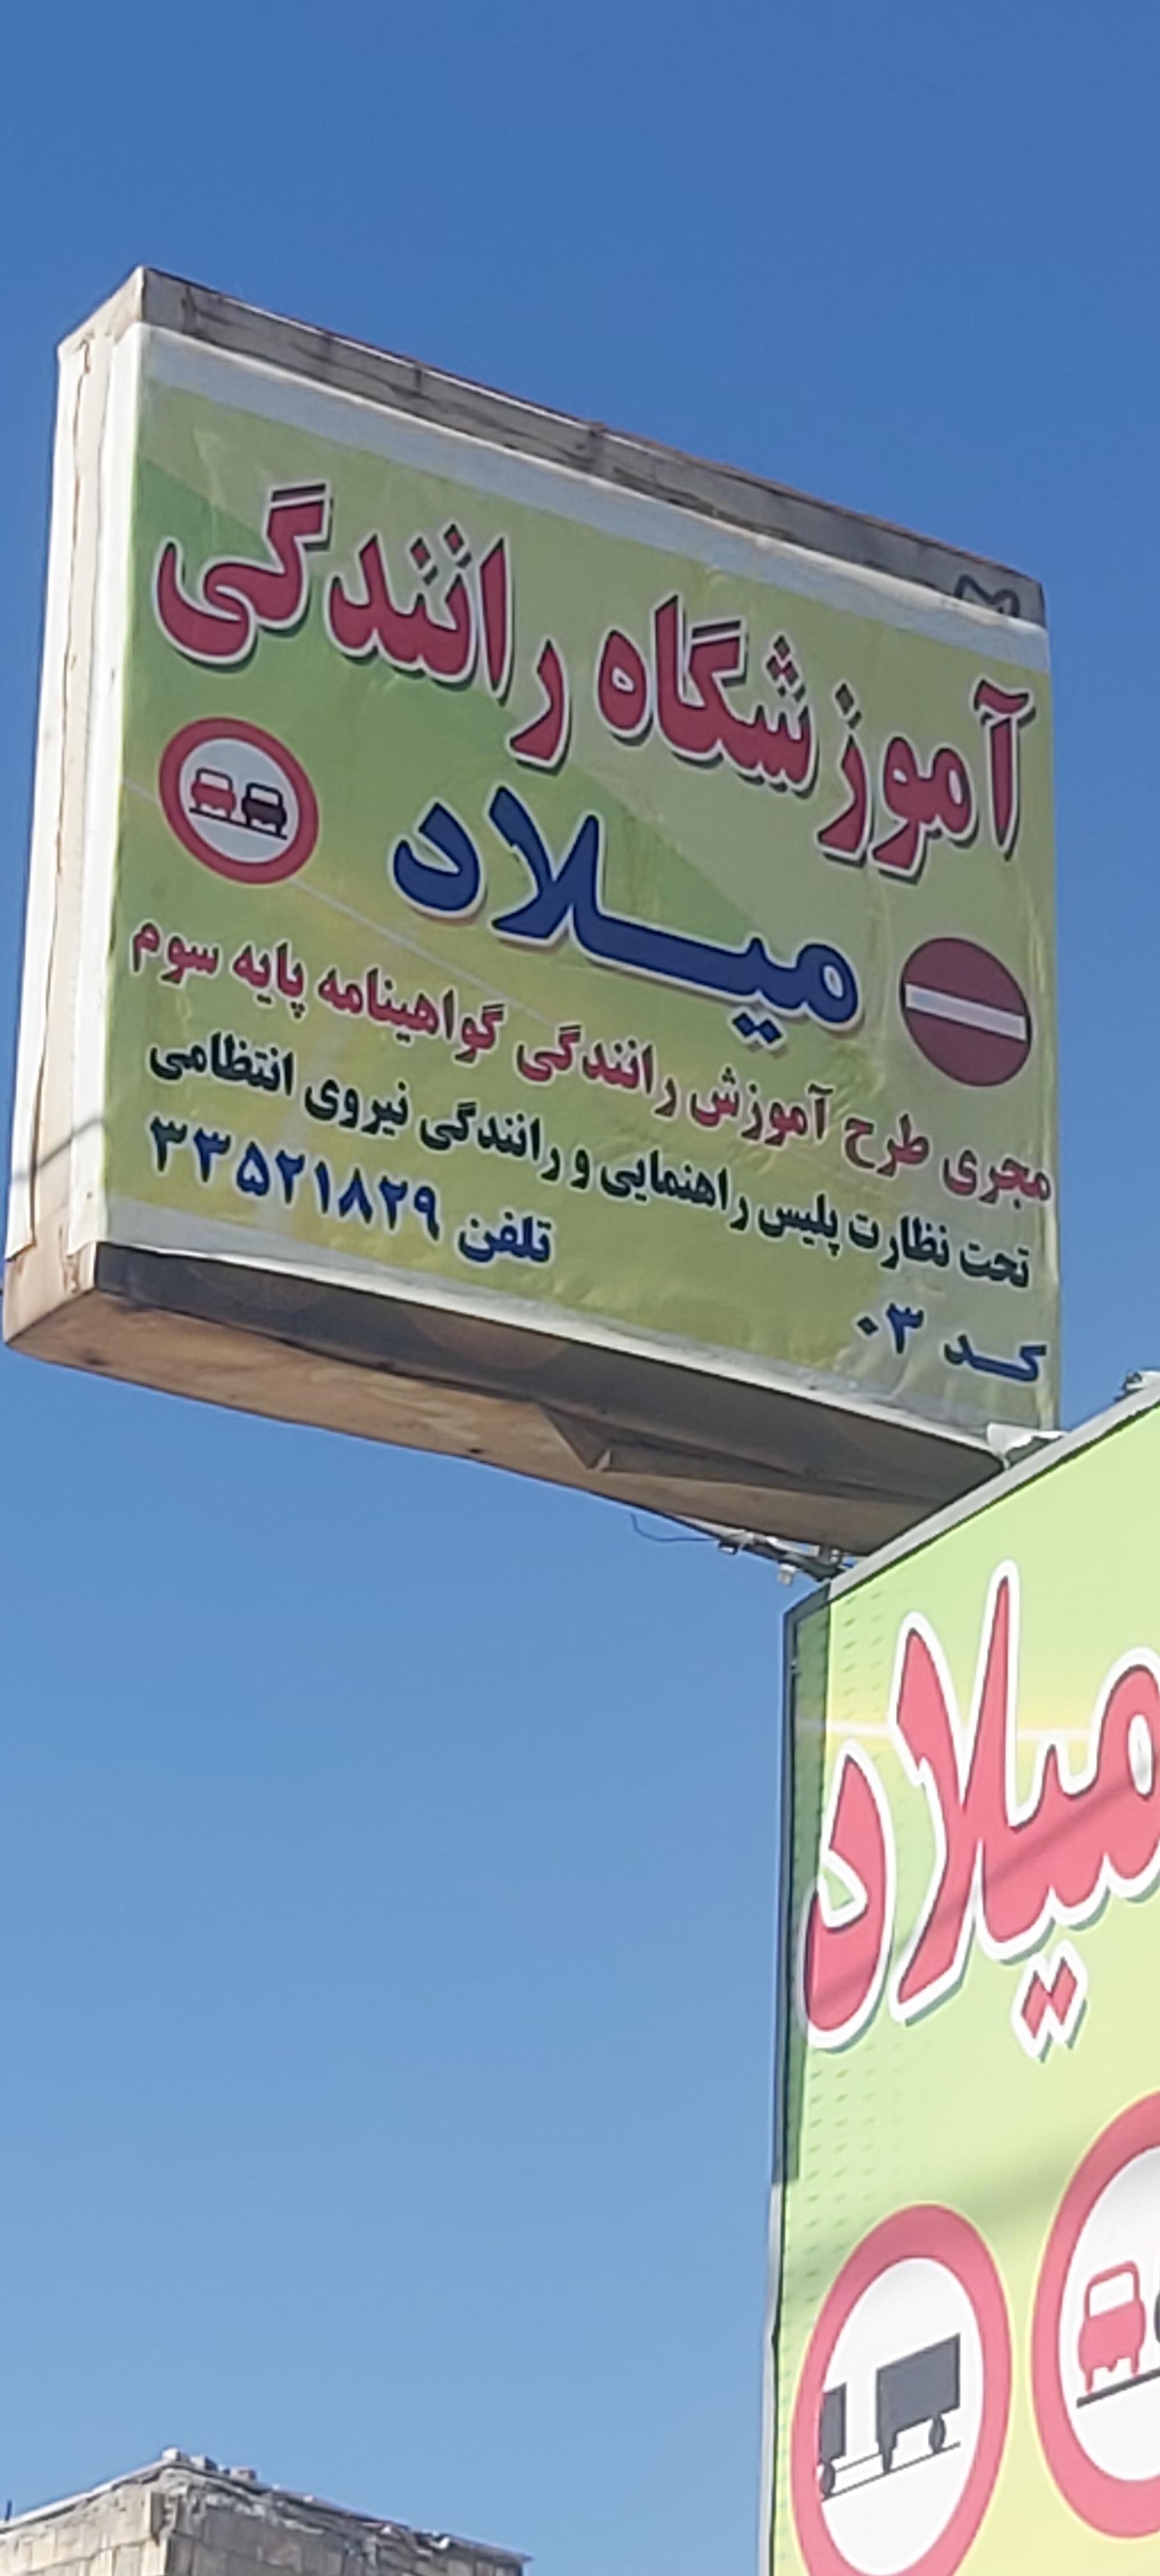 آموزشگاه رانندگی
میلاد
مجری طرح آموزش رانندگی گواهینامه پایه سوم
تحت نظارت پلیس راهنمایی و رانندگی نیروی انتظامی
تلفن ۳۳۵۲۱۸۲۹
کد ۰۳
میلاد